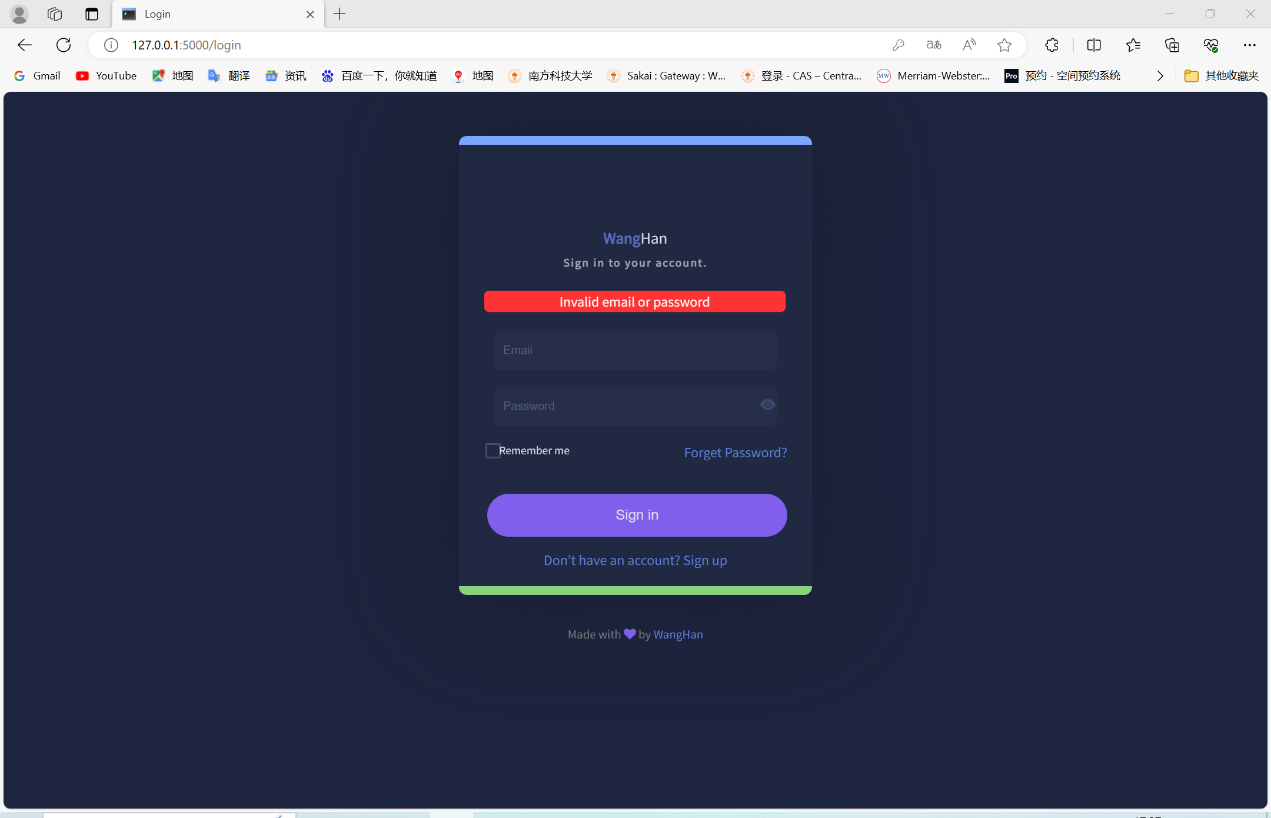 Login
127.0.0.1:5000/login
Gmail YouTube 地图 翻译 资讯 百度一下，你就知道 地图 南方科技大学 Sakai : Gateway : W... 登录 - CAS – Centra... Merriam-Webster:... 预约 - 空间预约系统 其他收藏夹
WangHan
Sign in to your account.
Invalid email or password
Email
Password
Remember me Forget Password?
Sign in
Don't have an account? Sign up
Made with by WangHan